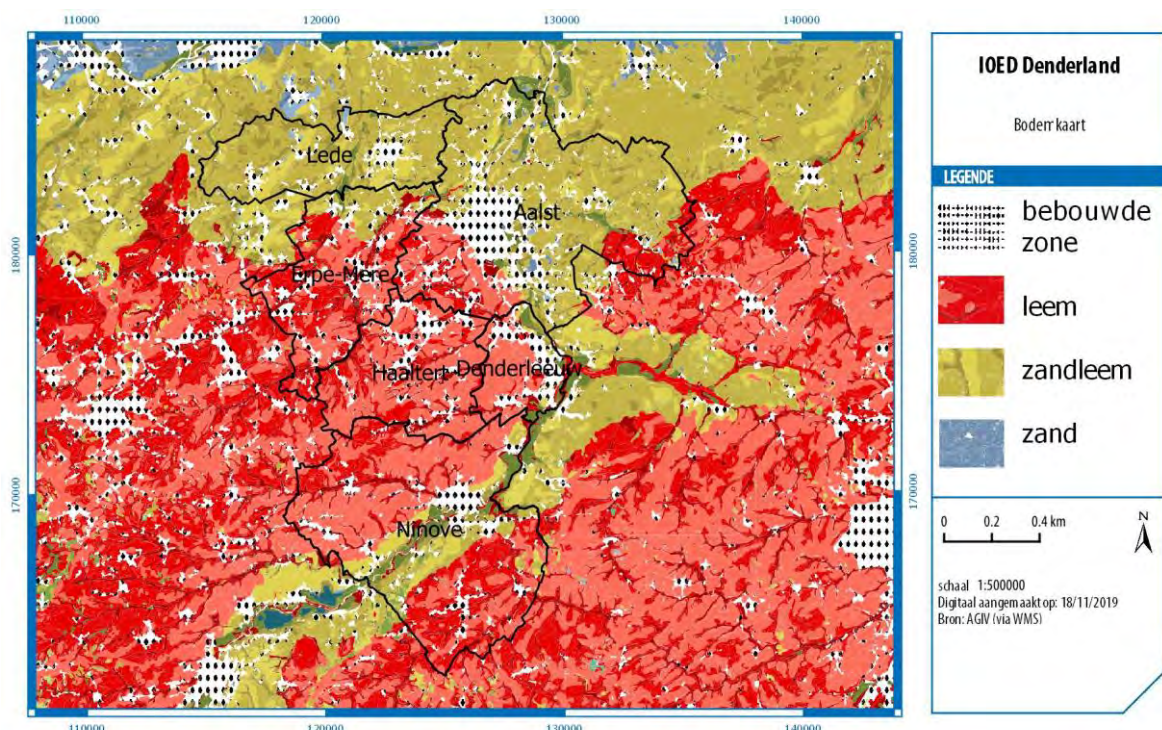 110000 120000 130000 140000
180000 180000
170000 170000
110000 120000 130000 140000
Lede
Aalst
Erpe-Mere
Haaltert
Denderleeuw
Ninove
IOED Denderland
Bodemkaart
LEGENDE
bebouwde
zone
leem
zandleem
zand
0 0.2 0.4 km
N
schaal 1:500000
Digitaal aangemaakt op: 18/11/2019
Bron: AGIV (via WMS)